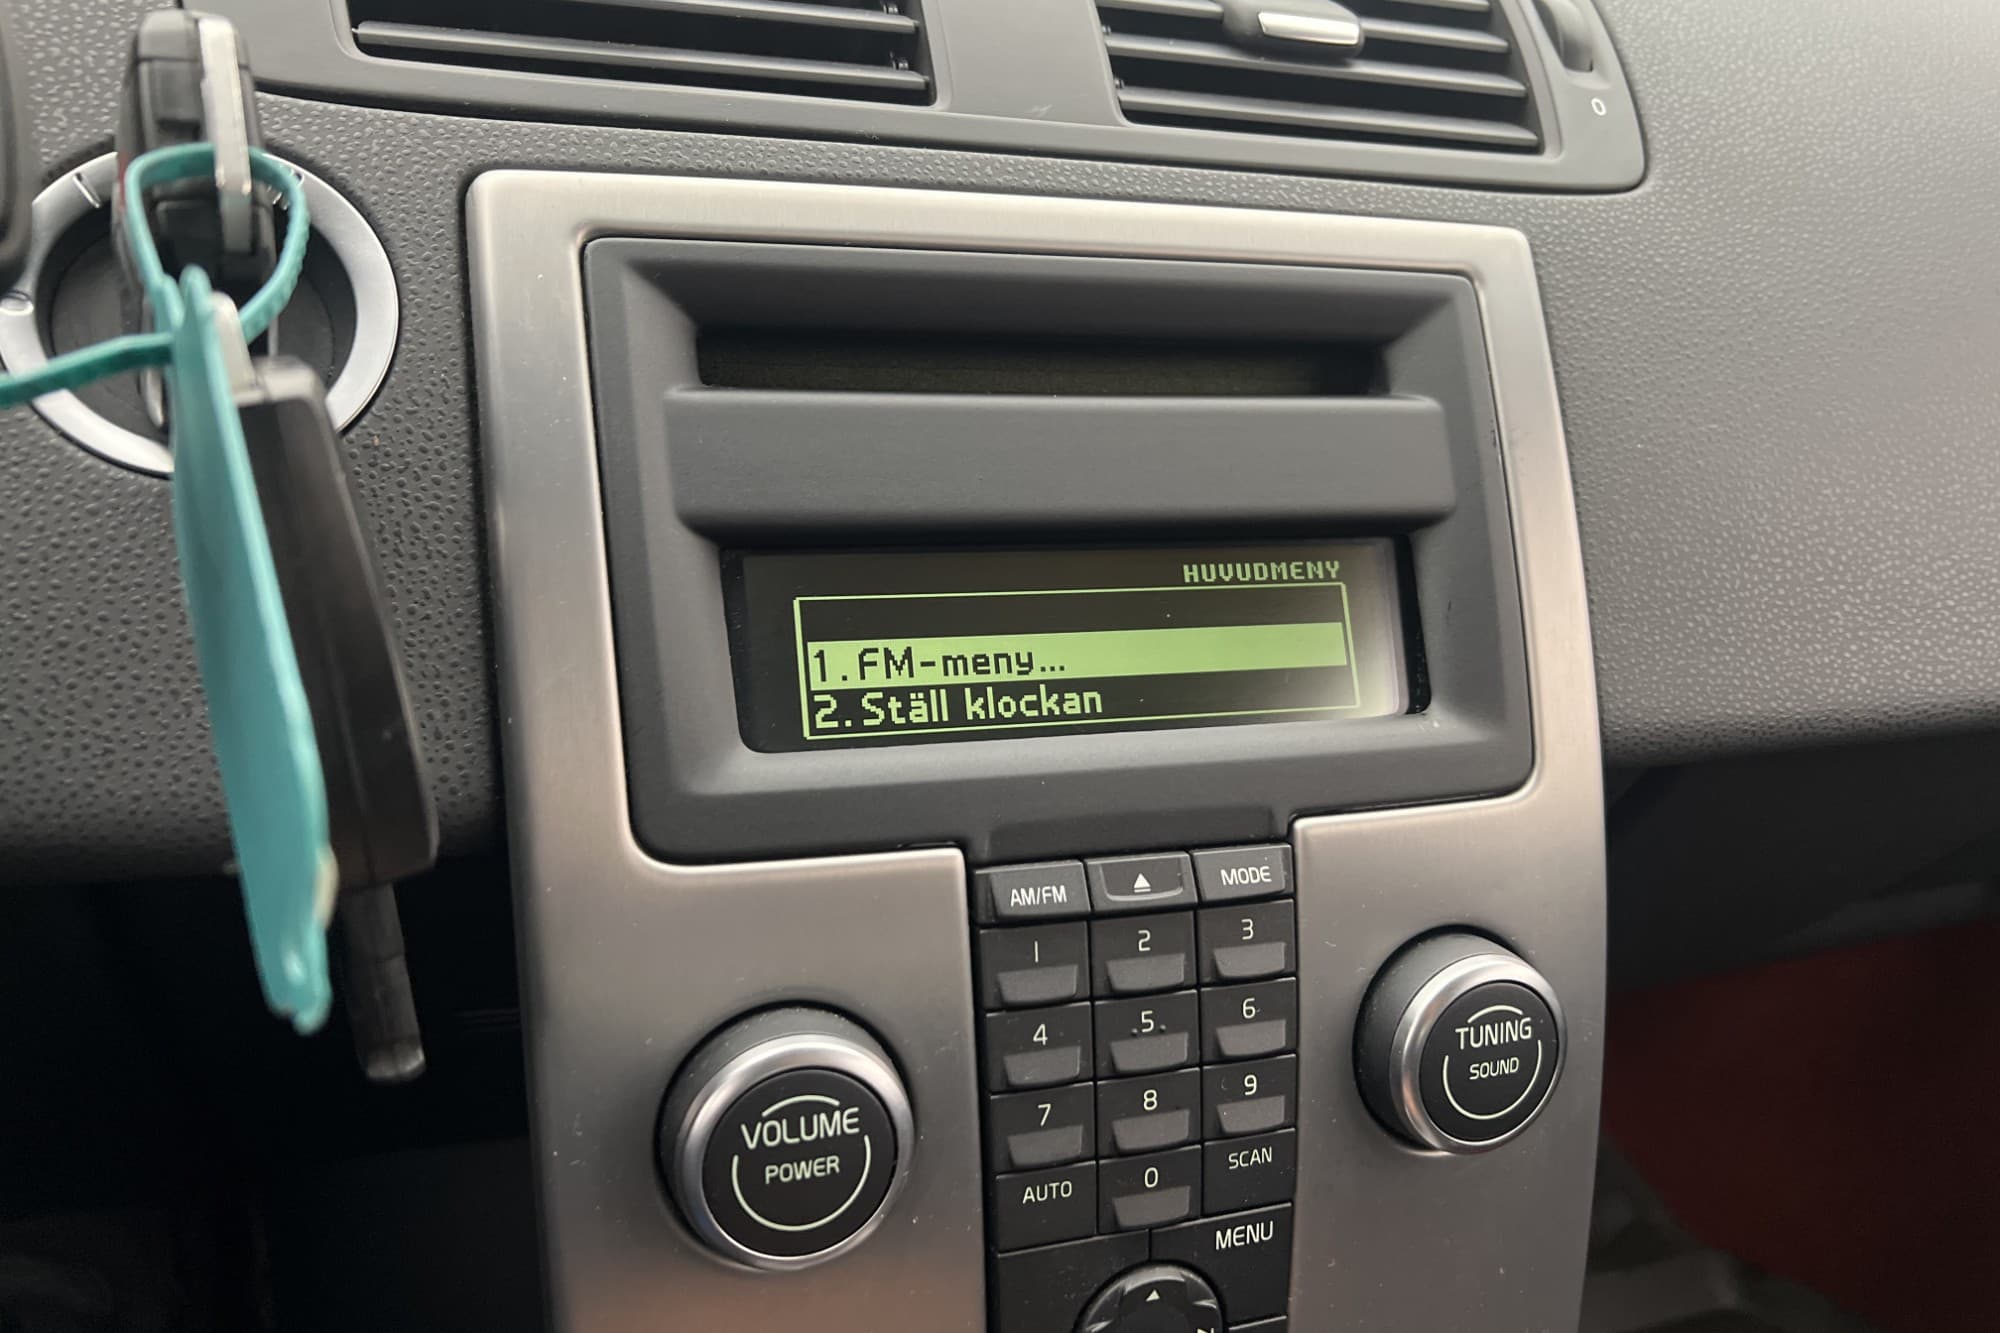 0
HUVUDMENY
1.FM-meny...
2.Ställ klockan
AM/FM
MODE
1 2 3
4 5 6
7 8 9
AUTO 0 SCAN
MENU
VOLUME
POWER
TUNING
SOUND